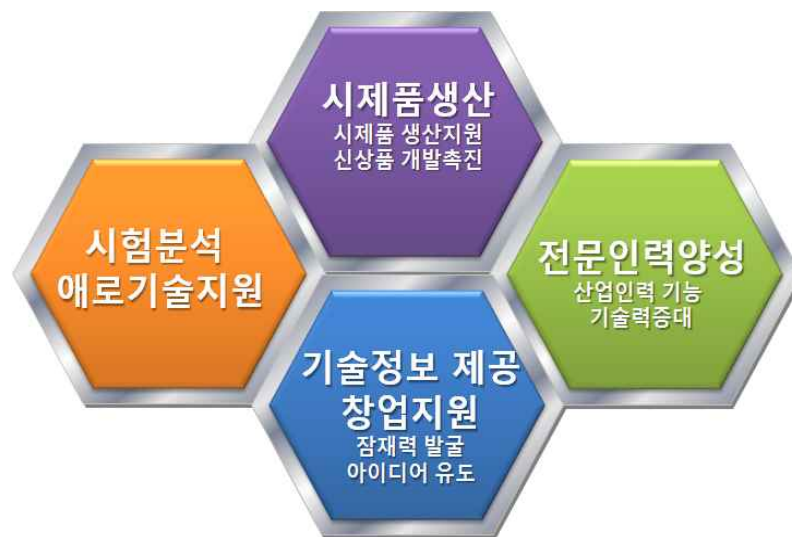 시제품생산
시제품 생산지원
신상품 개발촉진
시험분석
애로기술지원
전문인력양성
산업인력 기능
기술력증대
기술정보 제공
창업지원
잠재력 발굴
아이디어 유도